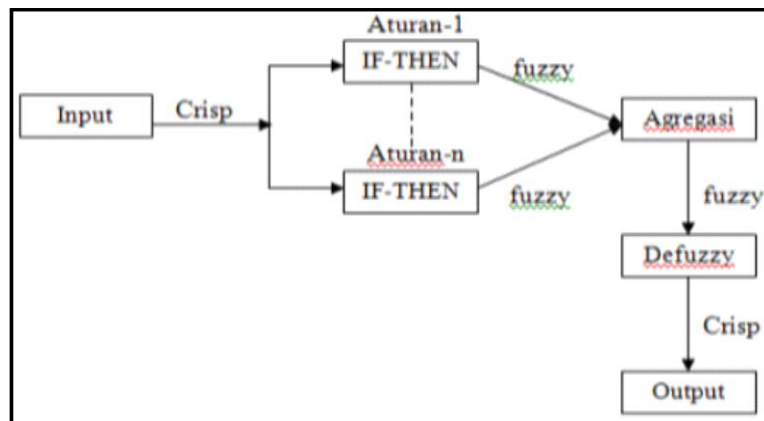 Aturan-1
IF-THEN
fuzzy
Input
Crisp
Agregasi
Aturan-n
IF-THEN
fuzzy
fuzzy
Defuzzy
Crisp
Output